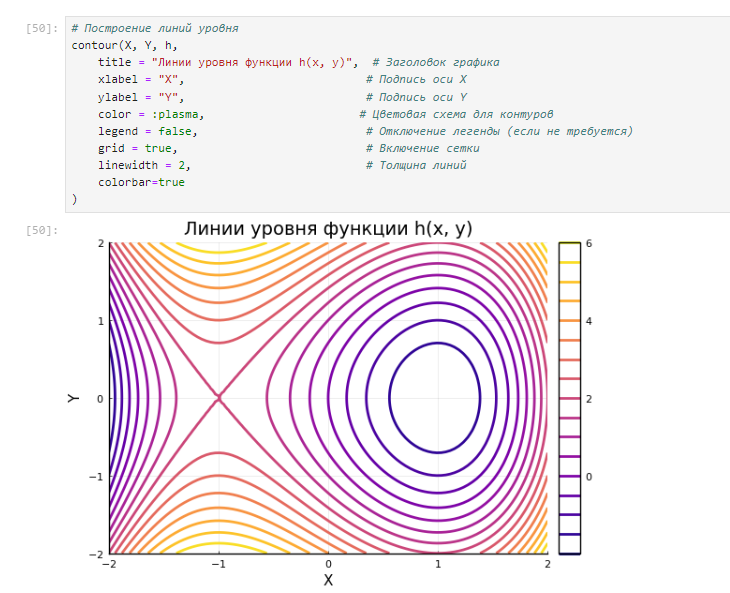 [50]: # Построение линий уровня
contour(X, Y, h,
title = "Линии уровня функции h(x, y)", # Заголовок графика
xlabel = "X", # Подпись оси X
ylabel = "Y", # Подпись оси Y
color = :plasma, # Цветовая схема для контуров
legend = false, # Отключение легенды (если не требуется)
grid = true, # Включение сетки
linewidth = 2, # Толщина линий
colorbar=true
)
[50]:
Линии уровня функции h(x, y)
2
1
0
−1
−2
Y
−2 −1 0 1 2
X
6
4
2
0